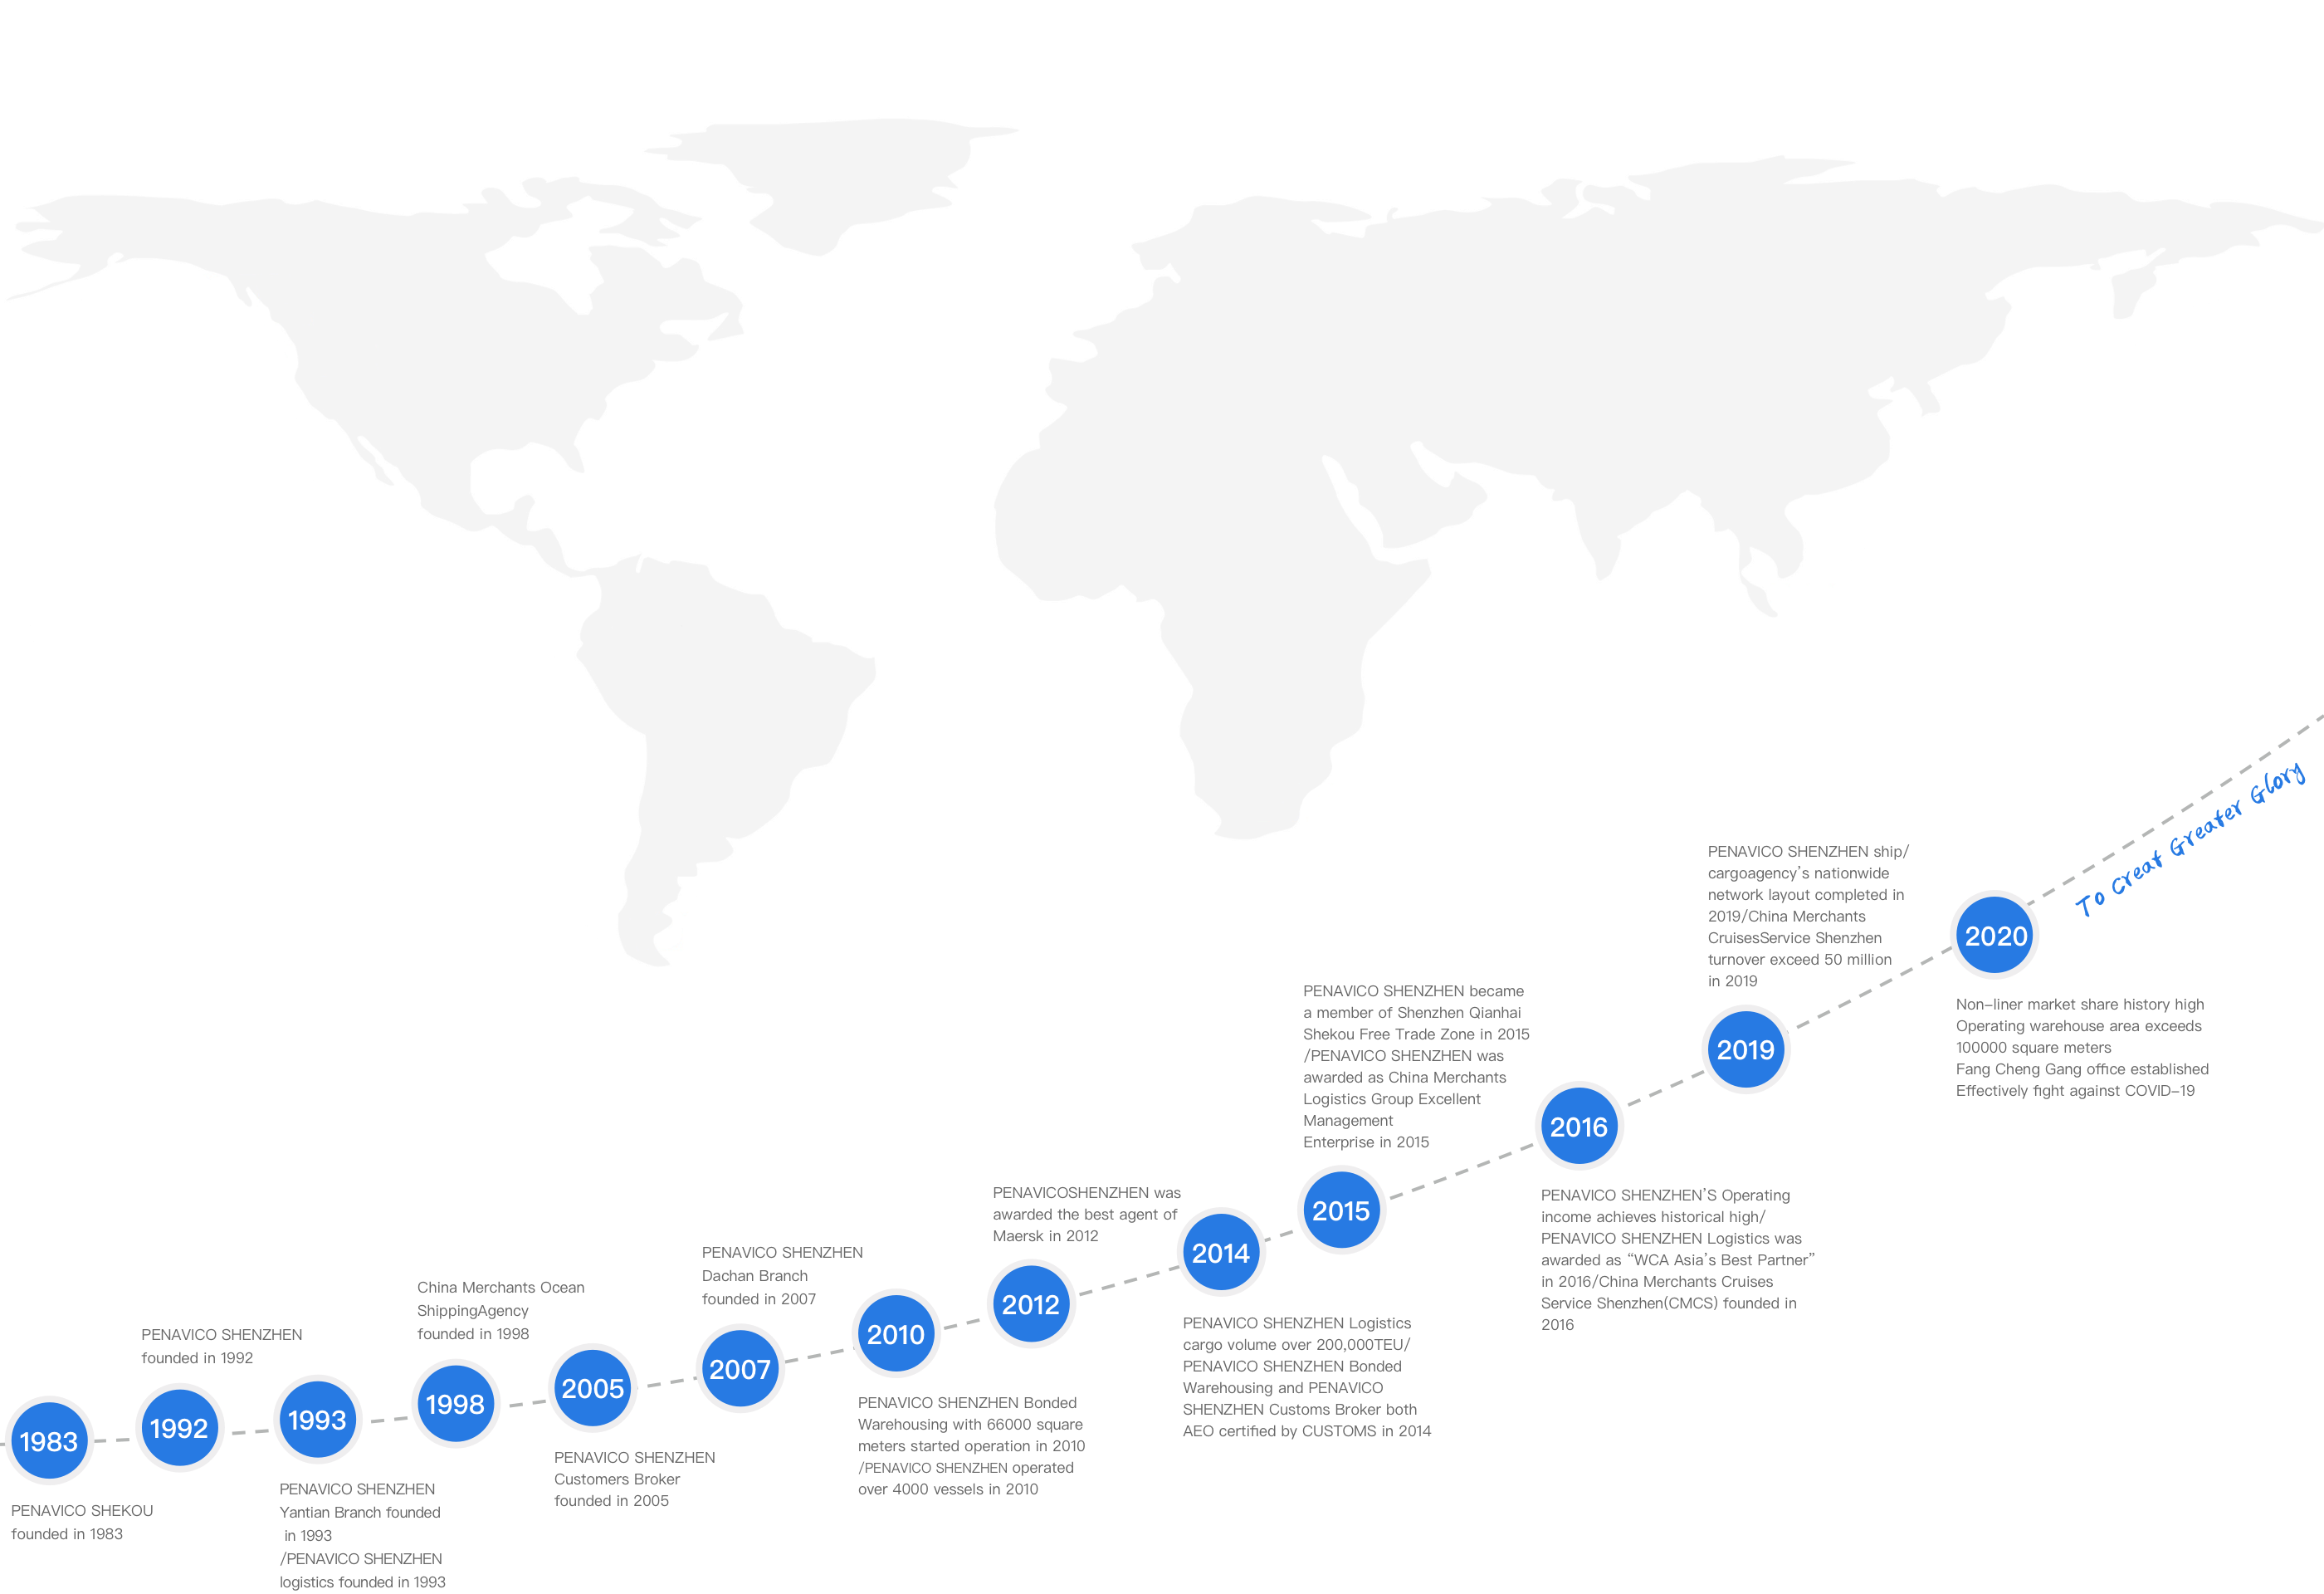 1983
PENAVICO SHEKOU
founded in 1983
PENAVICO SHENZHEN
founded in 1992
1992
1993
PENAVICO SHENZHEN
Yantian Branch founded
in 1993
/PENAVICO SHENZHEN
logistics founded in 1993
China Merchants Ocean
ShippingAgency
founded in 1998
1998
2005
PENAVICO SHENZHEN
Customers Broker
founded in 2005
PENAVICO SHENZHEN
Dachan Branch
founded in 2007
2007
2010
PENAVICO SHENZHEN Bonded
Warehousing with 66000 square
meters started operation in 2010
/PENAVICO SHENZHEN operated
over 4000 vessels in 2010
PENAVICOSHENZHEN was
awarded the best agent of
Maersk in 2012
2012
2014
PENAVICO SHENZHEN Logistics
cargo volume over 200,000TEU/
PENAVICO SHENZHEN Bonded
Warehousing and PENAVICO
SHENZHEN Customs Broker both
AEO certified by CUSTOMS in 2014
PENAVICO SHENZHEN became
a member of Shenzhen Qianhai
Shekou Free Trade Zone in 2015
/PENAVICO SHENZHEN was
awarded as China Merchants
Logistics Group Excellent
Management
Enterprise in 2015
2015
2016
PENAVICO SHENZHEN’S Operating
income achieves historical high/
PENAVICO SHENZHEN Logistics was
awarded as “WCA Asia’s Best Partner”
in 2016/China Merchants Cruises
Service Shenzhen(CMCS) founded in
2016
PENAVICO SHENZHEN ship/
cargoagency’s nationwide
network layout completed in
2019/China Merchants
CruisesService Shenzhen
turnover exceed 50 million
in 2019
2019
2020
Non-liner market share history high
Operating warehouse area exceeds
100000 square meters
Fang Cheng Gang office established
Effectively fight against COVID-19
To Creat Greater Glory